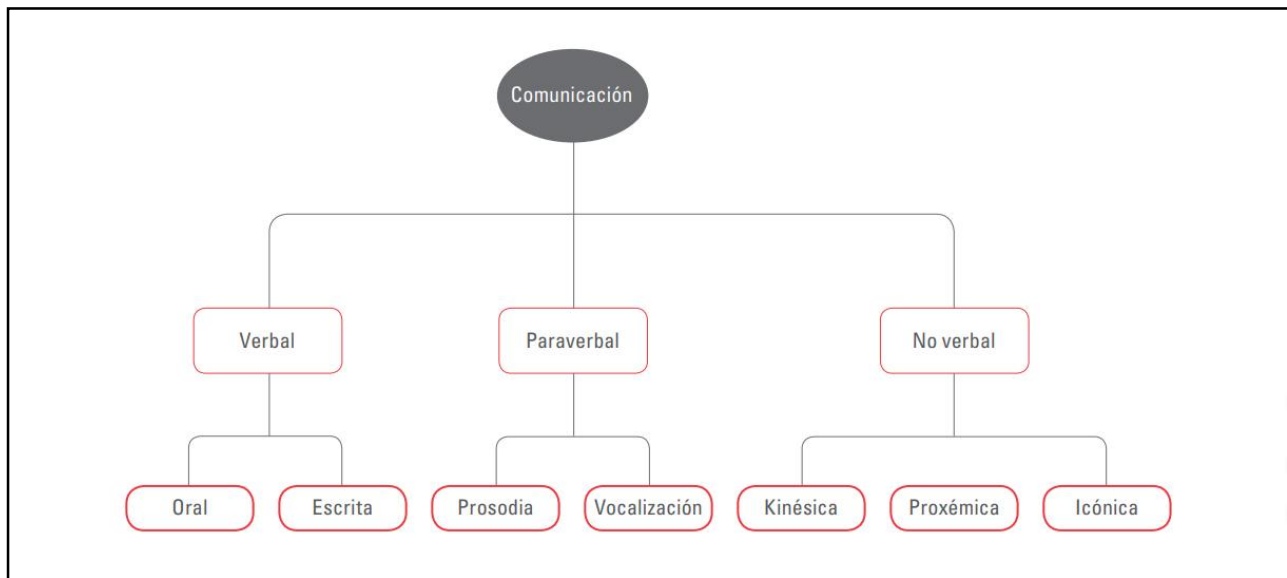 Comunicación
Verbal
Paraverbal
No verbal
Oral
Escrita
Prosodia
Vocalización
Kinésica
Proxémica
Icónica